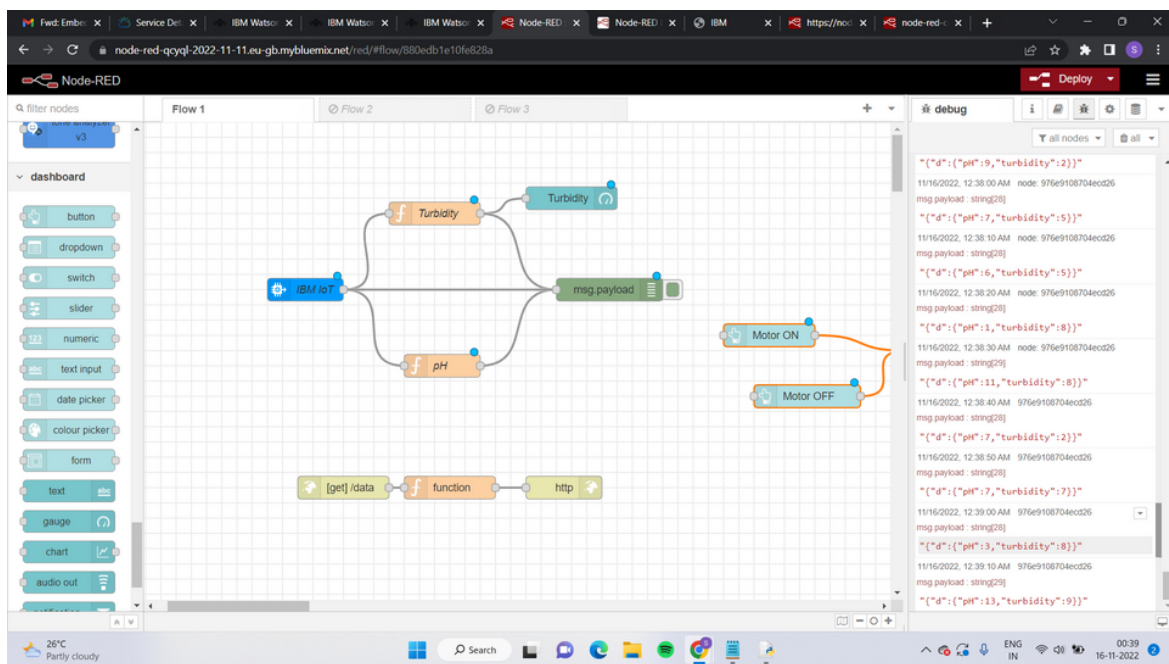 Fwd: Embe
Service Det
IBM Watso
IBM Watso
IBM Watso
Node-RED
Node-RED
IBM
https://nod
node-red-c
node-red-qcyql-2022-11-11.eu-gb.mybluemix.net/red/#flow/880edb1e10fe828a
S
Node-RED
Deploy
filter nodes
Flow 1
Flow 2
Flow 3
debug
all nodes
all
tone analyzer
v3
dashboard
button
dropdown
switch
slider
123 numeric
abc text input
date picker
colour picker
form
text abc
gauge
chart
audio out
Turbidity
Turbidity
IBM IoT
msg.payload
pH
Motor ON
Motor OFF
[get] /data
function
http
"{"d":{"pH":9,"turbidity":2}}"
11/16/2022, 12:38:00 AM node: 976e9108704ecd26
msg.payload : string[28]
"{"d":{"pH":7,"turbidity":5}}"
11/16/2022, 12:38:10 AM node: 976e9108704ecd26
msg.payload : string[28]
"{"d":{"pH":6,"turbidity":5}}"
11/16/2022, 12:38:20 AM node: 976e9108704ecd26
msg.payload : string[28]
"{"d":{"pH":1,"turbidity":8}}"
11/16/2022, 12:38:30 AM node: 976e9108704ecd26
msg.payload : string[29]
"{"d":{"pH":11,"turbidity":8}}"
11/16/2022, 12:38:40 AM 976e9108704ecd26
msg.payload : string[28]
"{"d":{"pH":7,"turbidity":2}}"
11/16/2022, 12:38:50 AM 976e9108704ecd26
msg.payload : string[28]
"{"d":{"pH":7,"turbidity":7}}"
11/16/2022, 12:39:00 AM 976e9108704ecd26
msg.payload : string[28]
"{"d":{"pH":3,"turbidity":8}}"
11/16/2022, 12:39:10 AM 976e9108704ecd26
msg.payload : string[29]
"{"d":{"pH":13,"turbidity":9}}"
26°C
Partly cloudy
Search
ENG
IN
00:39
16-11-2022
2